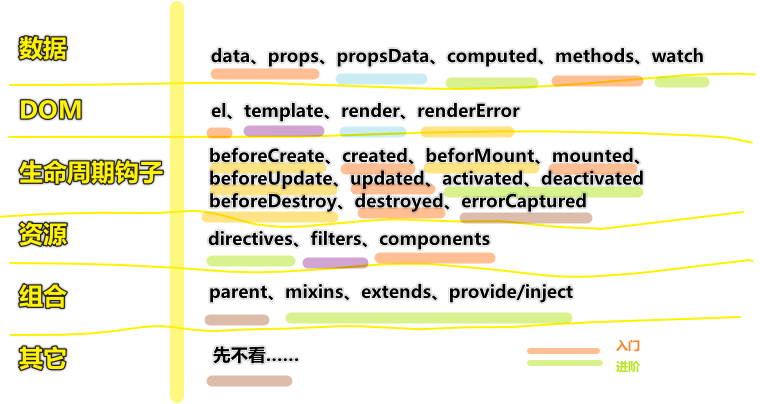 数据
data、props、propsData、computed、methods、watch
DOM
el、template、render、renderError
生命周期钩子
beforeCreate、created、beforMount、mounted、
beforeUpdate、updated、activated、deactivated
beforeDestroy、destroyed、errorCaptured
资源
directives、filters、components
组合
parent、mixins、extends、provide/inject
其它
先不看……
入门
进阶